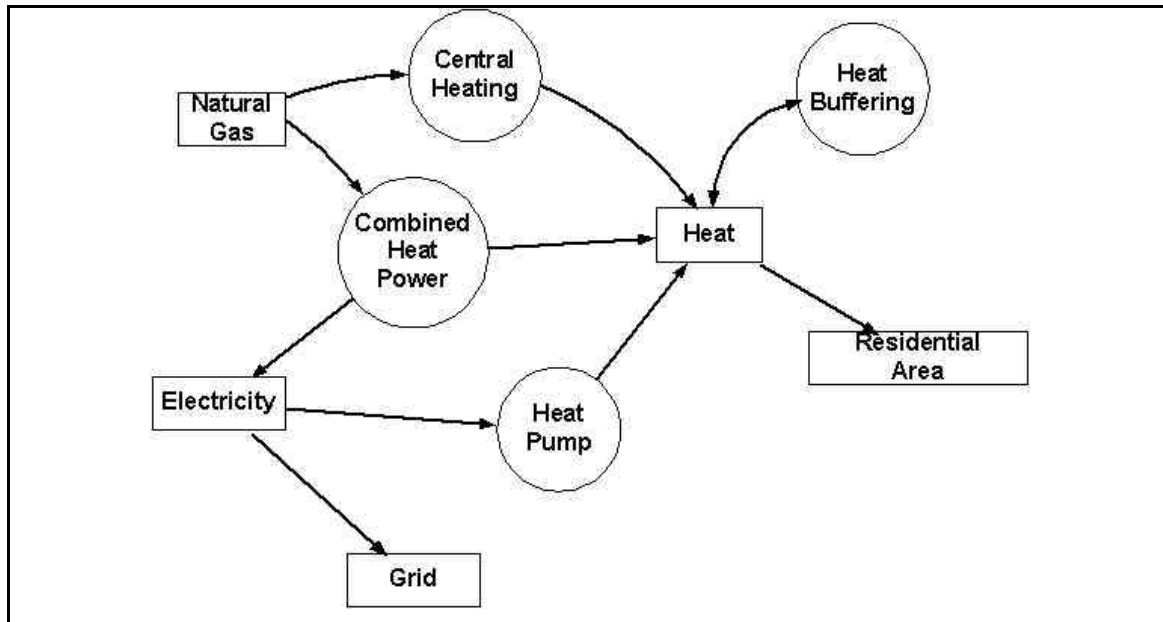 Central
Heating
Heat
Buffering
Natural
Gas
Combined
Heat
Power
Heat
Residential
Area
Electricity
Heat
Pump
Grid